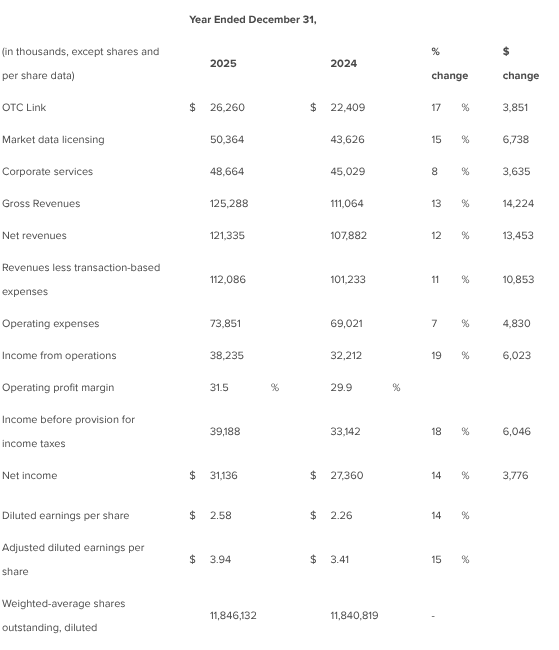 Year Ended December 31,
(in thousands, except shares and
per share data)
2025 2024 % change $ change
OTC Link $ 26,260 $ 22,409 17 % 3,851
Market data licensing 50,364 43,626 15 % 6,738
Corporate services 48,664 45,029 8 % 3,635
Gross Revenues 125,288 111,064 13 % 14,224
Net revenues 121,335 107,882 12 % 13,453
Revenues less transaction-based
expenses
112,086 101,233 11 % 10,853
Operating expenses 73,851 69,021 7 % 4,830
Income from operations 38,235 32,212 19 % 6,023
Operating profit margin 31.5 % 29.9 %
Income before provision for
income taxes
39,188 33,142 18 % 6,046
Net income $ 31,136 $ 27,360 14 % 3,776
Diluted earnings per share $ 2.58 $ 2.26 14 %
Adjusted diluted earnings per
share
$ 3.94 $ 3.41 15 %
Weighted-average shares
outstanding, diluted
11,846,132 11,840,819 -